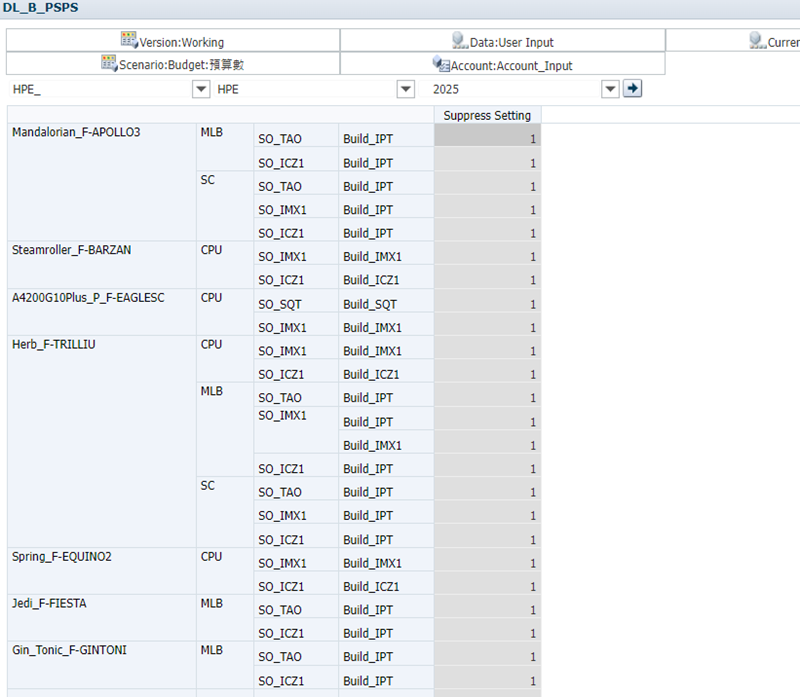 DL_B_PSPS
Version:Working Data:User Input Curren
Scenario:Budget:預算數 Account:Account_Input
HPE_ HPE 2025
Suppress Setting
Mandalorian_F-APOLLO3 MLB SO_TAO Build_IPT 1
SO_ICZ1 Build_IPT 1
SC SO_TAO Build_IPT 1
SO_IMX1 Build_IPT 1
SO_ICZ1 Build_IPT 1
Steamroller_F-BARZAN CPU SO_IMX1 Build_IMX1 1
SO_ICZ1 Build_ICZ1 1
A4200G10Plus_P_F-EAGLESC CPU SO_SQT Build_SQT 1
SO_IMX1 Build_IMX1 1
Herb_F-TRILLIU CPU SO_IMX1 Build_IMX1 1
SO_ICZ1 Build_ICZ1 1
MLB SO_TAO Build_IPT 1
SO_IMX1 Build_IPT 1
Build_IMX1 1
SO_ICZ1 Build_IPT 1
SC SO_TAO Build_IPT 1
SO_IMX1 Build_IPT 1
SO_ICZ1 Build_IPT 1
Spring_F-EQUINO2 CPU SO_IMX1 Build_IMX1 1
SO_ICZ1 Build_ICZ1 1
Jedi_F-FIESTA MLB SO_TAO Build_IPT 1
SO_ICZ1 Build_IPT 1
Gin_Tonic_F-GINTONI MLB SO_TAO Build_IPT 1
SO_ICZ1 Build_IPT 1